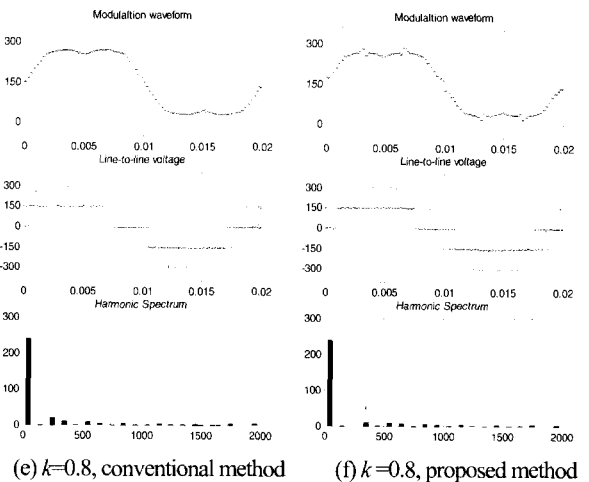 Modulaltion waveform
300
150
0
0 0.005 0.01 0.015 0.02
Line-to-line voltage
300
150
0
-150
-300
0 0.005 0.01 0.015 0.02
Harmonic Spectrum
300
200
100
0
0 500 1000 1500 2000
(e) k=0.8, conventional method
Modulaltion waveform
300
150
0
0 0.005 0.01 0.015 0.02
Line-to-line voltage
300
150
0
-150
-300
0 0.005 0.01 0.015 0.02
Harmonic Spectrum
300
200
100
0
0 500 1000 1500 2000
(f) k=0.8, proposed method